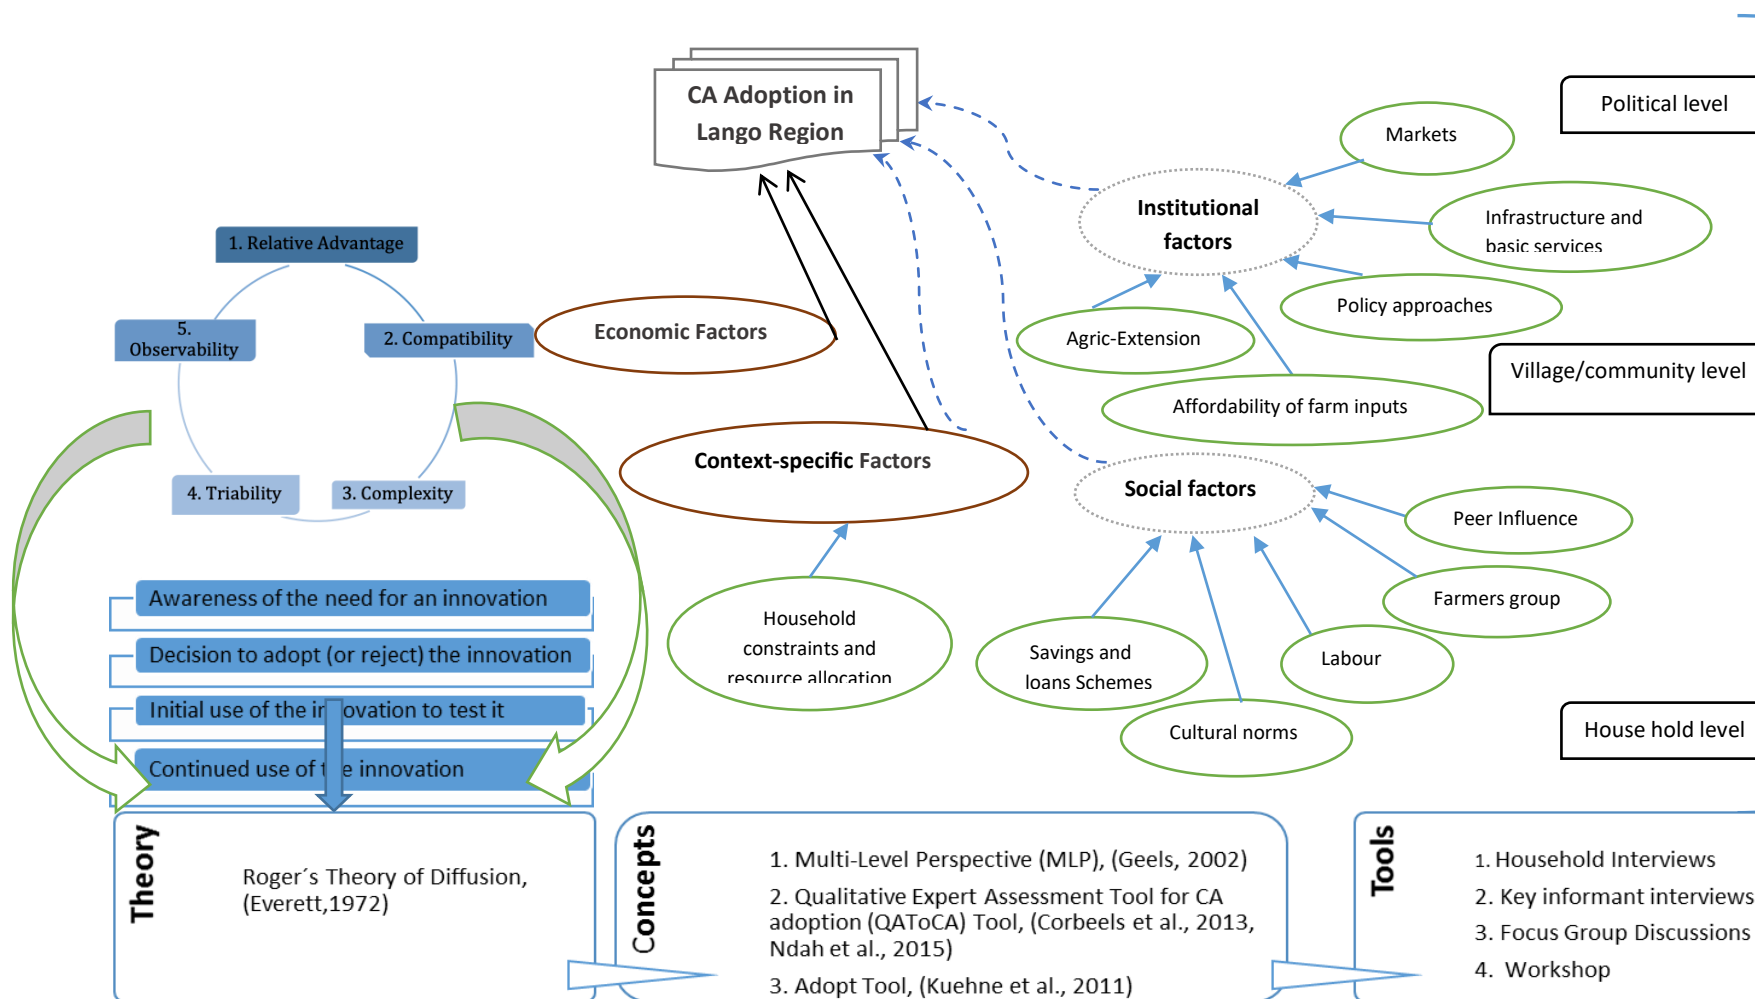 CA Adoption in
Lango Region
Political level
Markets
Institutional
factors
Infrastructure and
basic services
1. Relative Advantage
5.
Observability
2. Compatibility
Economic Factors
Policy approaches
Agric-Extension
Village/community level
Affordability of farm inputs
Context-specific Factors
4. Triability
3. Complexity
Social factors
Peer Influence
Farmers group
Awareness of the need for an innovation
Decision to adopt (or reject) the innovation
Initial use of the innovation to test it
Continued use of the innovation
Household
constraints and
resource allocation
Savings and
loans Schemes
Labour
Cultural norms
House hold level
Theory
Roger´s Theory of Diffusion,
(Everett,1972)
Concepts
1. Multi-Level Perspective (MLP), (Geels, 2002)
2. Qualitative Expert Assessment Tool for CA
adoption (QAToCA) Tool, (Corbeels et al., 2013,
Ndah et al., 2015)
3. Adopt Tool, (Kuehne et al., 2011)
Tools
1. Household Interviews
2. Key informant interviews
3. Focus Group Discussions
4. Workshop